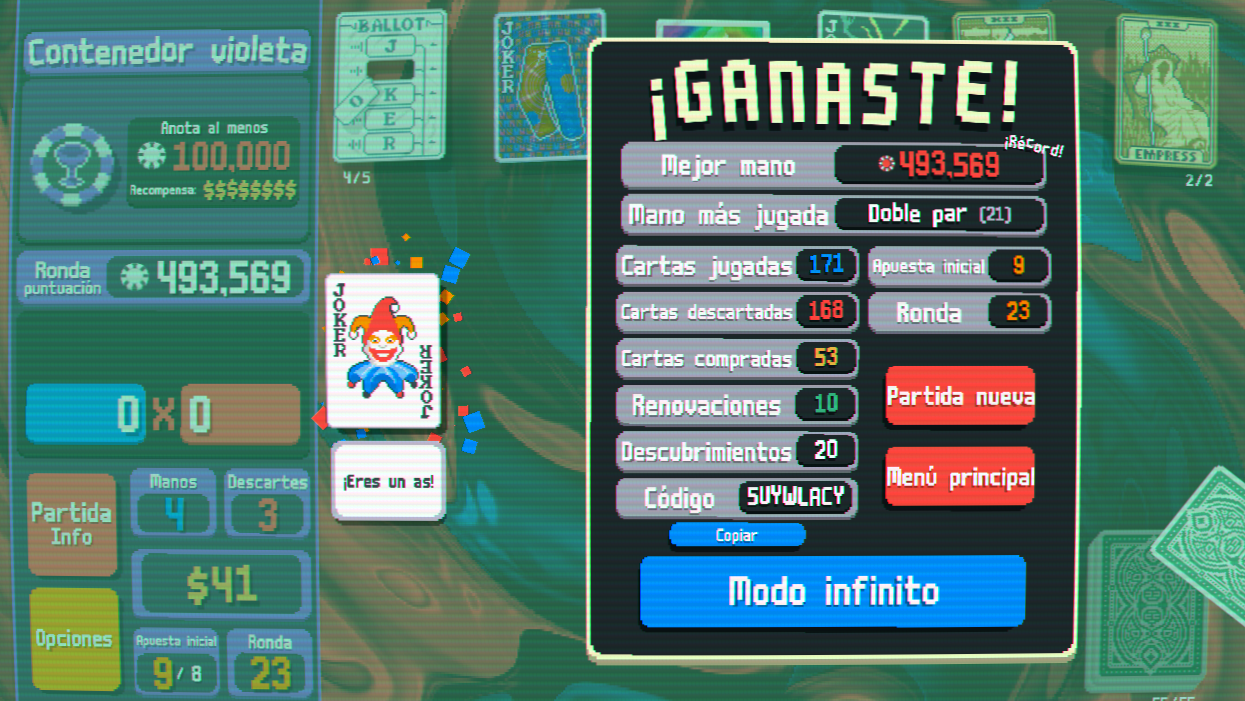 Contenedor violeta
Anota al menos
100,000
Recompensa: $$$$$$$$
Ronda
puntuación
493,569
0 X 0
Partida
Info
Manos
4
Descartes
3
$41
Opciones
Apuesta inicial
9 / 8
Ronda
23
BALLOT
J
O
K
E
R
4/5
JOKER
J
III
EMPRESS
2/2
JOKER
JOKER
¡Eres un as!
¡GANASTE!
¡Récord!
Mejor mano 493,569
Mano más jugada Doble par (21)
Cartas jugadas 171
Apuesta inicial 9
Cartas descartadas 168
Ronda 23
Cartas compradas 53
Renovaciones 10
Descubrimientos 20
Código 5UYWLACY
Copiar
Partida nueva
Menú principal
Modo infinito